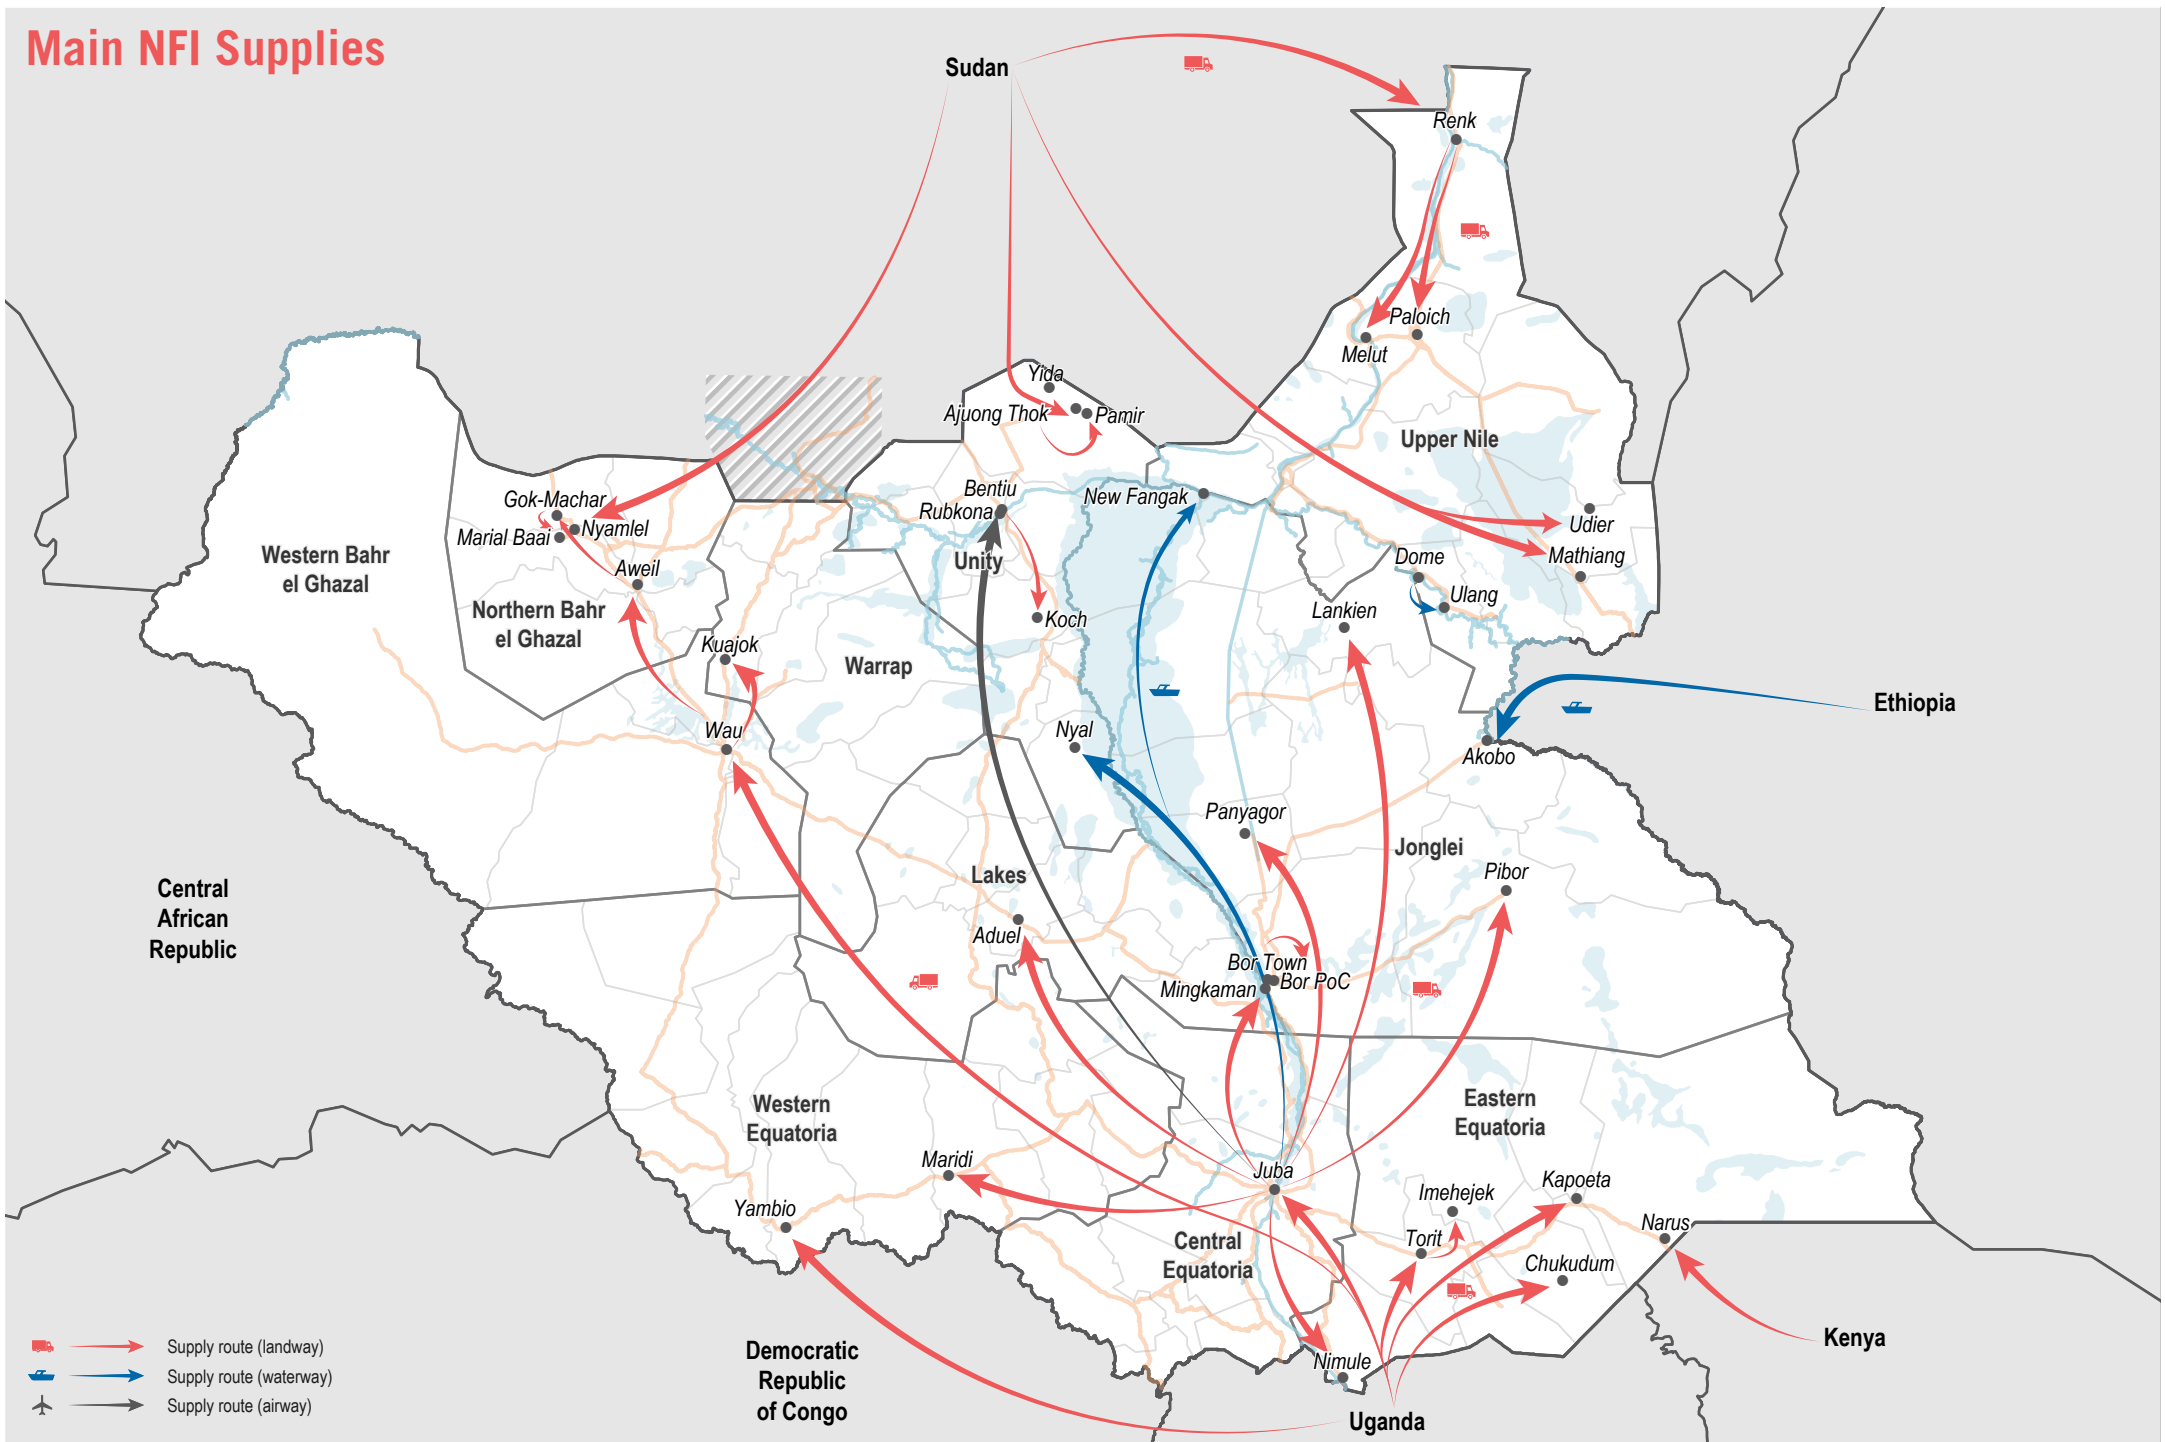 Main NFI Supplies
Sudan
Renk
Paloich
Melut
Yida
Ajuong Thok
Pamir
Upper Nile
Gok-Machar
Bentiu
New Fangak
Rubkona
Marial Baai
Nyamlel
Udier
Western Bahr
el Ghazal
Unity
Dome
Mathiang
Aweil
Ulang
Northern Bahr
el Ghazal
Koch
Lankien
Kuajok
Warrap
Ethiopia
Wau
Nyal
Akobo
Panyagor
Jonglei
Pibor
Lakes
Central
African
Republic
Aduel
Bor Town
Bor PoC
Mingkaman
Western
Equatoria
Eastern
Equatoria
Maridi
Juba
Imehejek
Kapoeta
Yambio
Torit
Narus
Central
Equatoria
Chukudum
Kenya
Democratic
Republic
of Congo
Nimule
Uganda
Supply route (landway)
Supply route (waterway)
Supply route (airway)